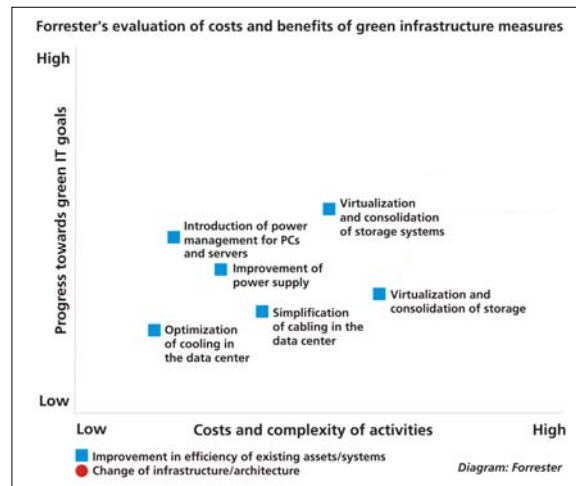 Forrester's evaluation of costs and benefits of green infrastructure measures
High
Progress towards green IT goals
Virtualization
and consolidation
of storage systems
Introduction of power
management for PCs
and servers
Improvement of
power supply
Virtualization and
consolidation of storage
Simplification
of cabling in the
data center
Optimization
of cooling in
the data center
Low
Low
Costs and complexity of activities
High
Improvement in efficiency of existing assets/systems
Change of infrastructure/architecture
Diagram: Forrester